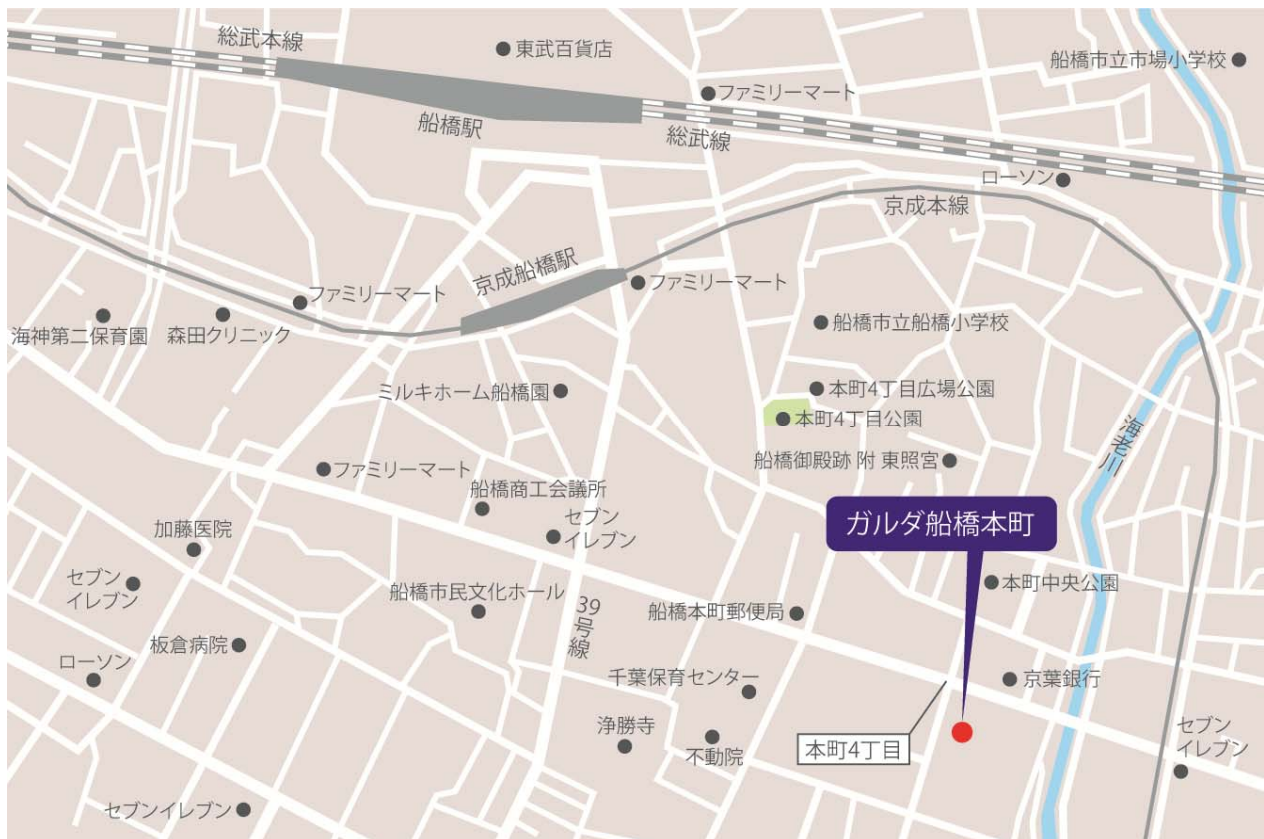 総武本線
東武百貨店
船橋市立市場小学校
ファミリーマート
船橋駅
総武線
ローソン
京成本線
京成船橋駅
ファミリーマート
ファミリーマート
海神第二保育園
森田クリニック
船橋市立船橋小学校
ミルキホーム船橋園
本町4丁目広場公園
本町4丁目公園
海老川
ファミリーマート
船橋御殿跡 附 東照宮
船橋商工会議所
セブン
イレブン
ガルダ船橋本町
加藤医院
セブン
イレブン
船橋市民文化ホール
39号線
船橋本町郵便局
本町中央公園
板倉病院
ローソン
千葉保育センター
京葉銀行
浄勝寺
不動院
本町4丁目
セブン
イレブン
セブンイレブン